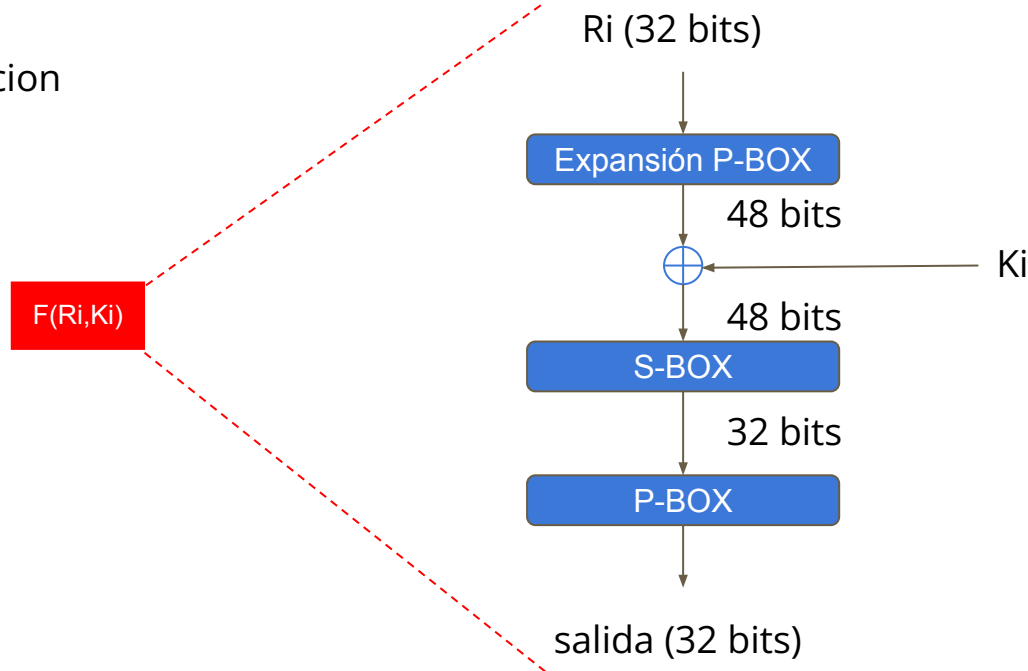 Ri (32 bits)
Expansión P-BOX
48 bits
Ki
F(Ri,Ki)
48 bits
S-BOX
32 bits
P-BOX
salida (32 bits)